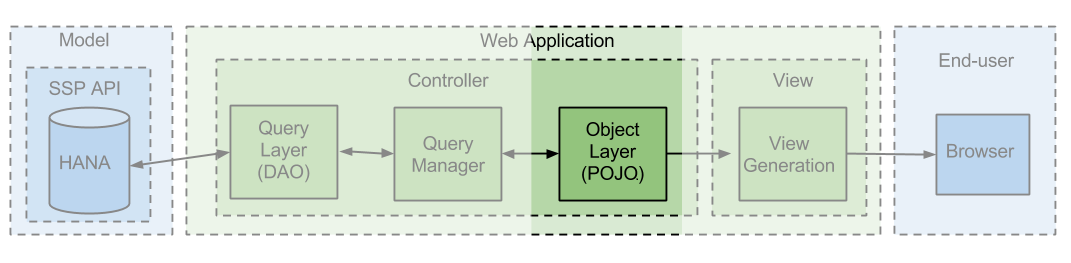 Model
Web Application
End-user
SSP API
Controller
View
HANA
Query
Layer
(DAO)
Query
Manager
Object
Layer
(POJO)
View
Generation
Browser